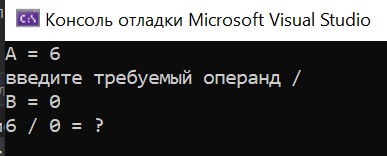 Консоль отладки Microsoft Visual Studio
A = 6
введите требуемый операнд /
B = 0
6 / 0 = ?